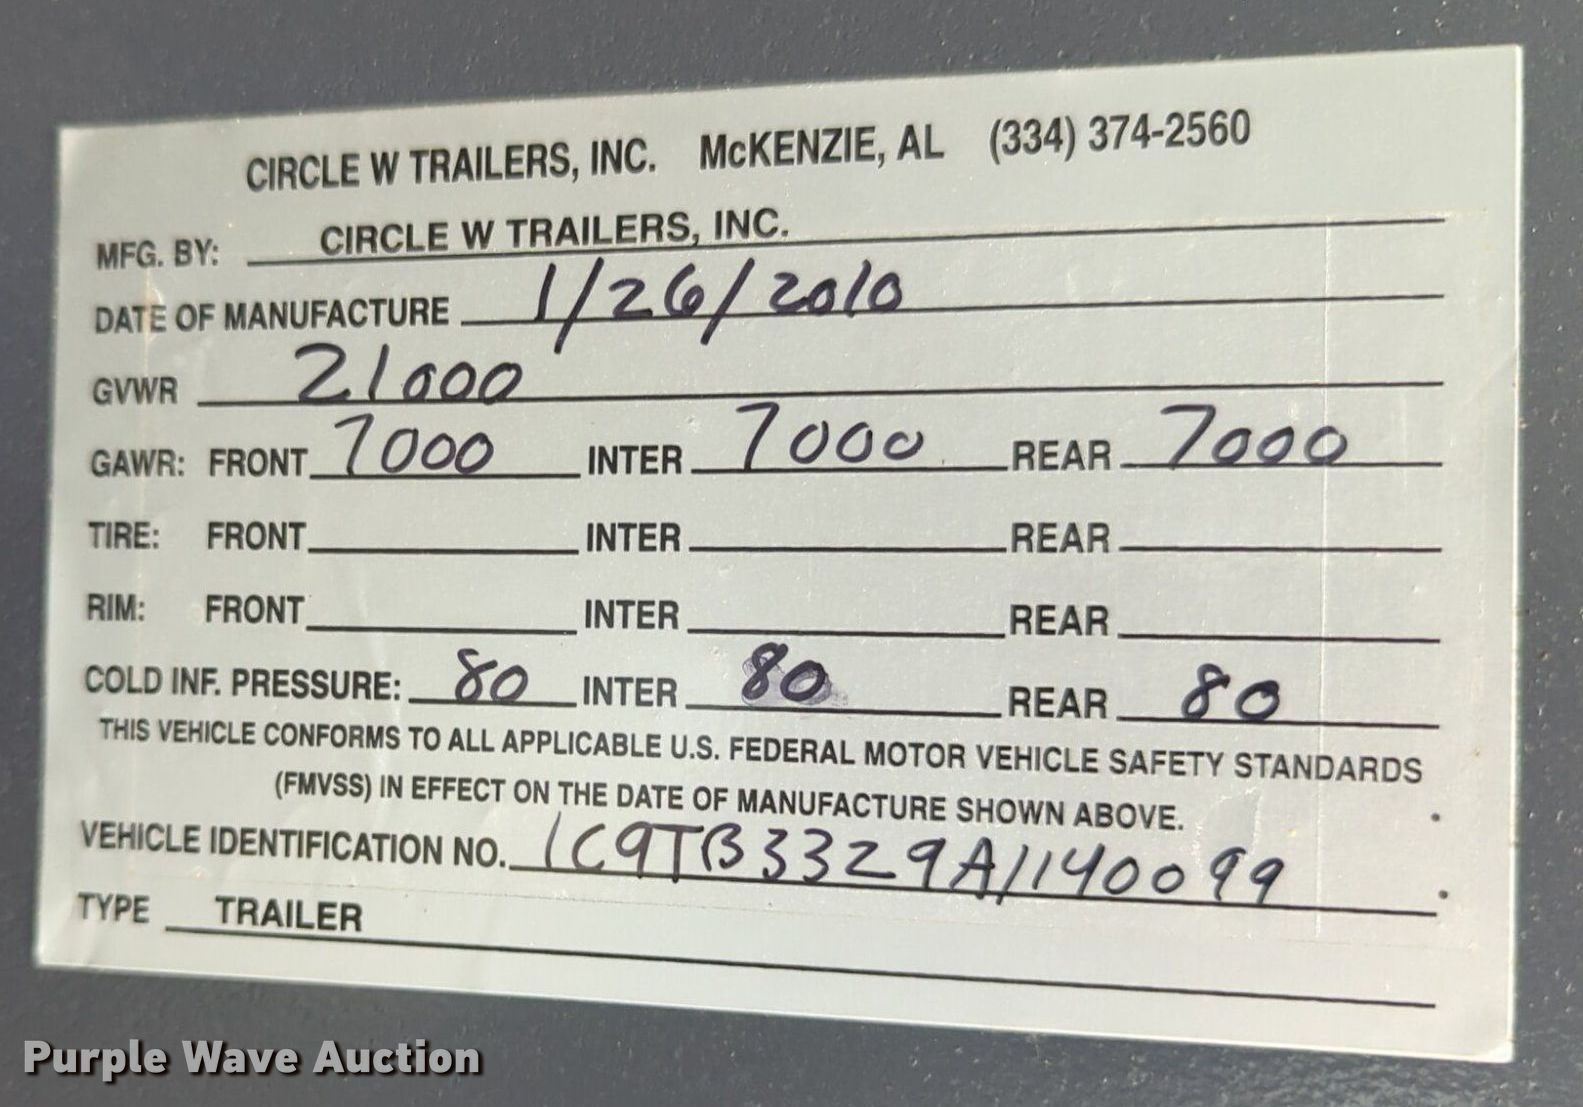 CIRCLE W TRAILERS, INC. McKENZIE, AL (334) 374-2560
MFG. BY: CIRCLE W TRAILERS, INC.
DATE OF MANUFACTURE 1/26/2010
GVWR 21000
GAWR: FRONT 7000 INTER 7000 REAR 7000
TIRE: FRONT INTER REAR
RIM: FRONT INTER REAR
COLD INF. PRESSURE: 80 INTER 80 REAR 80
THIS VEHICLE CONFORMS TO ALL APPLICABLE U.S. FEDERAL MOTOR VEHICLE SAFETY STANDARDS
(FMVSS) IN EFFECT ON THE DATE OF MANUFACTURE SHOWN ABOVE.
VEHICLE IDENTIFICATION NO. 1C9TB3329A1140099
TYPE TRAILER
Purple Wave Auction